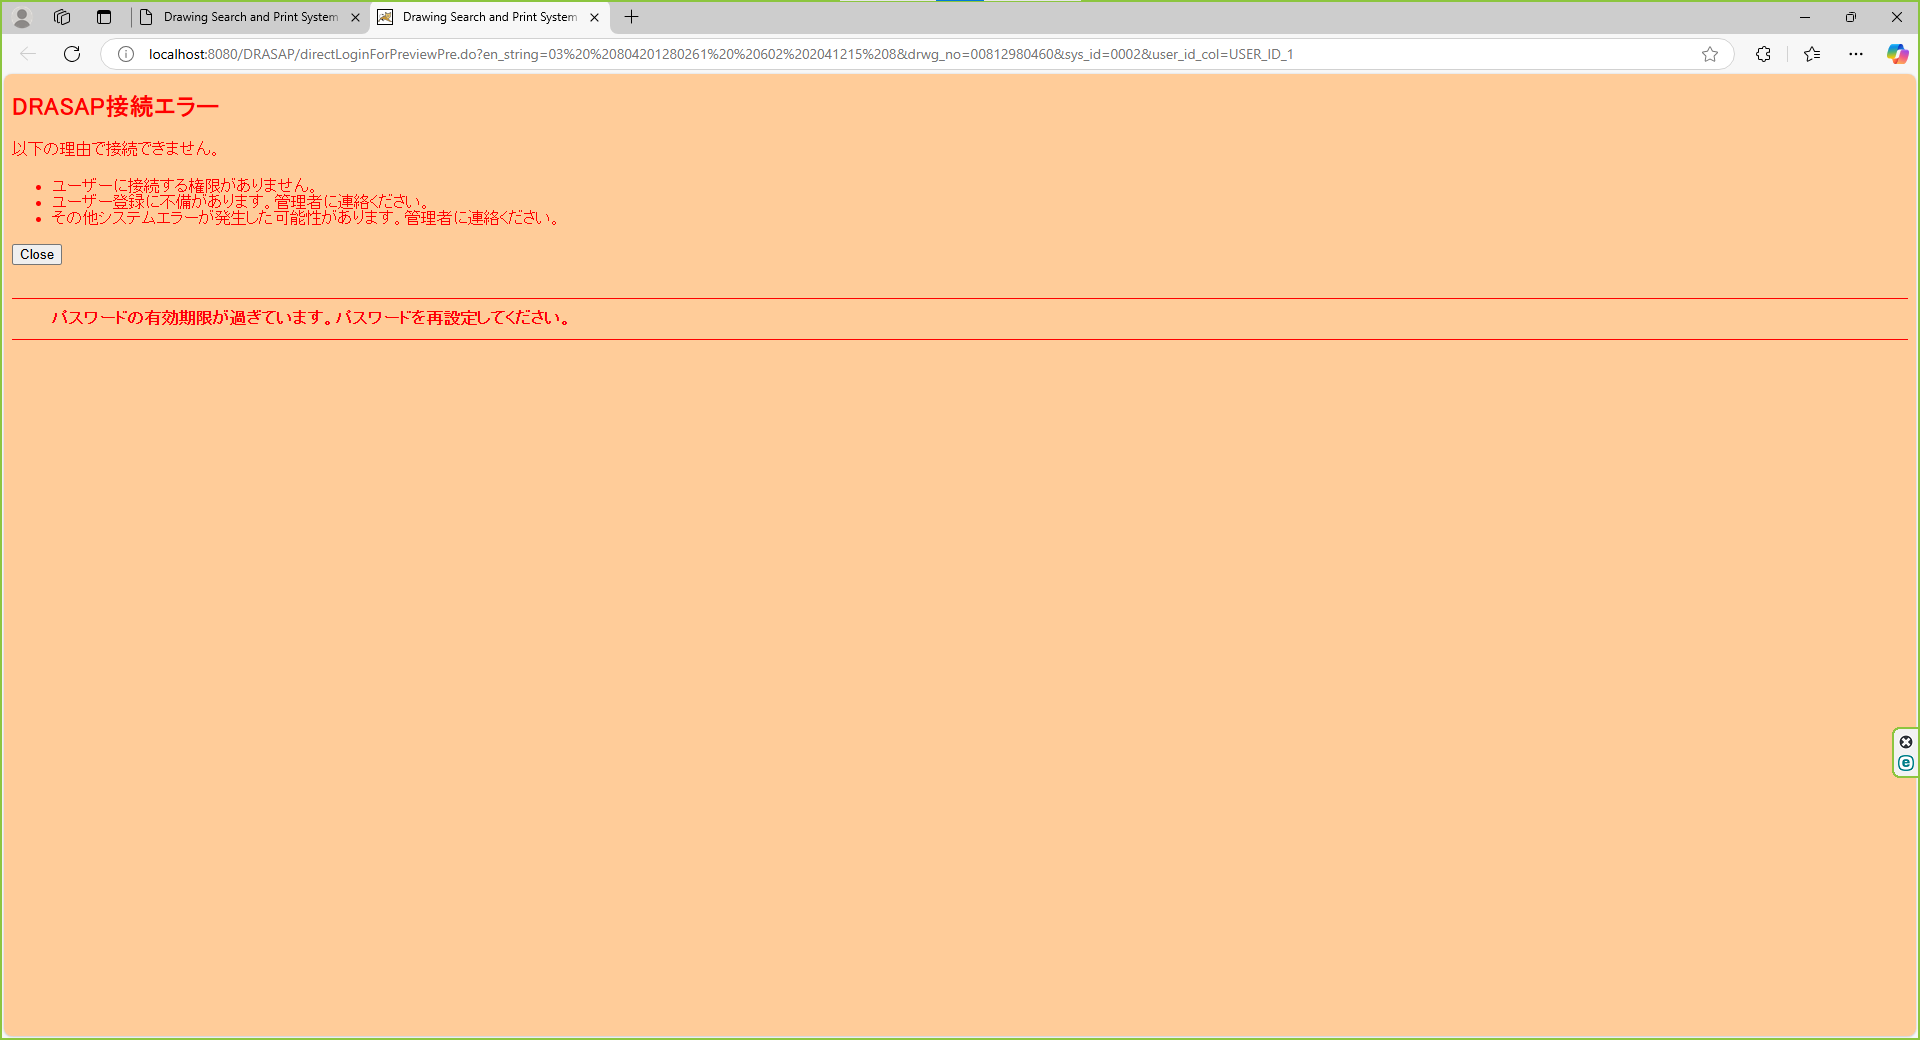 Drawing Search and Print System
Drawing Search and Print System
localhost:8080/DRASAP/directLoginForPreviewPre.do?en_string=03%20%20804201280261%20%20602%202041215%208&drwg_no=00812980460&sys_id=0002&user_id_col=USER_ID_1
DRASAP接続エラー
以下の理由で接続できません。
ユーザーに接続する権限がありません。
ユーザー登録に不備があります。管理者に連絡ください。
その他システムエラーが発生した可能性があります。管理者に連絡ください。
Close
パスワードの有効期限が過ぎています。パスワードを再設定してください。